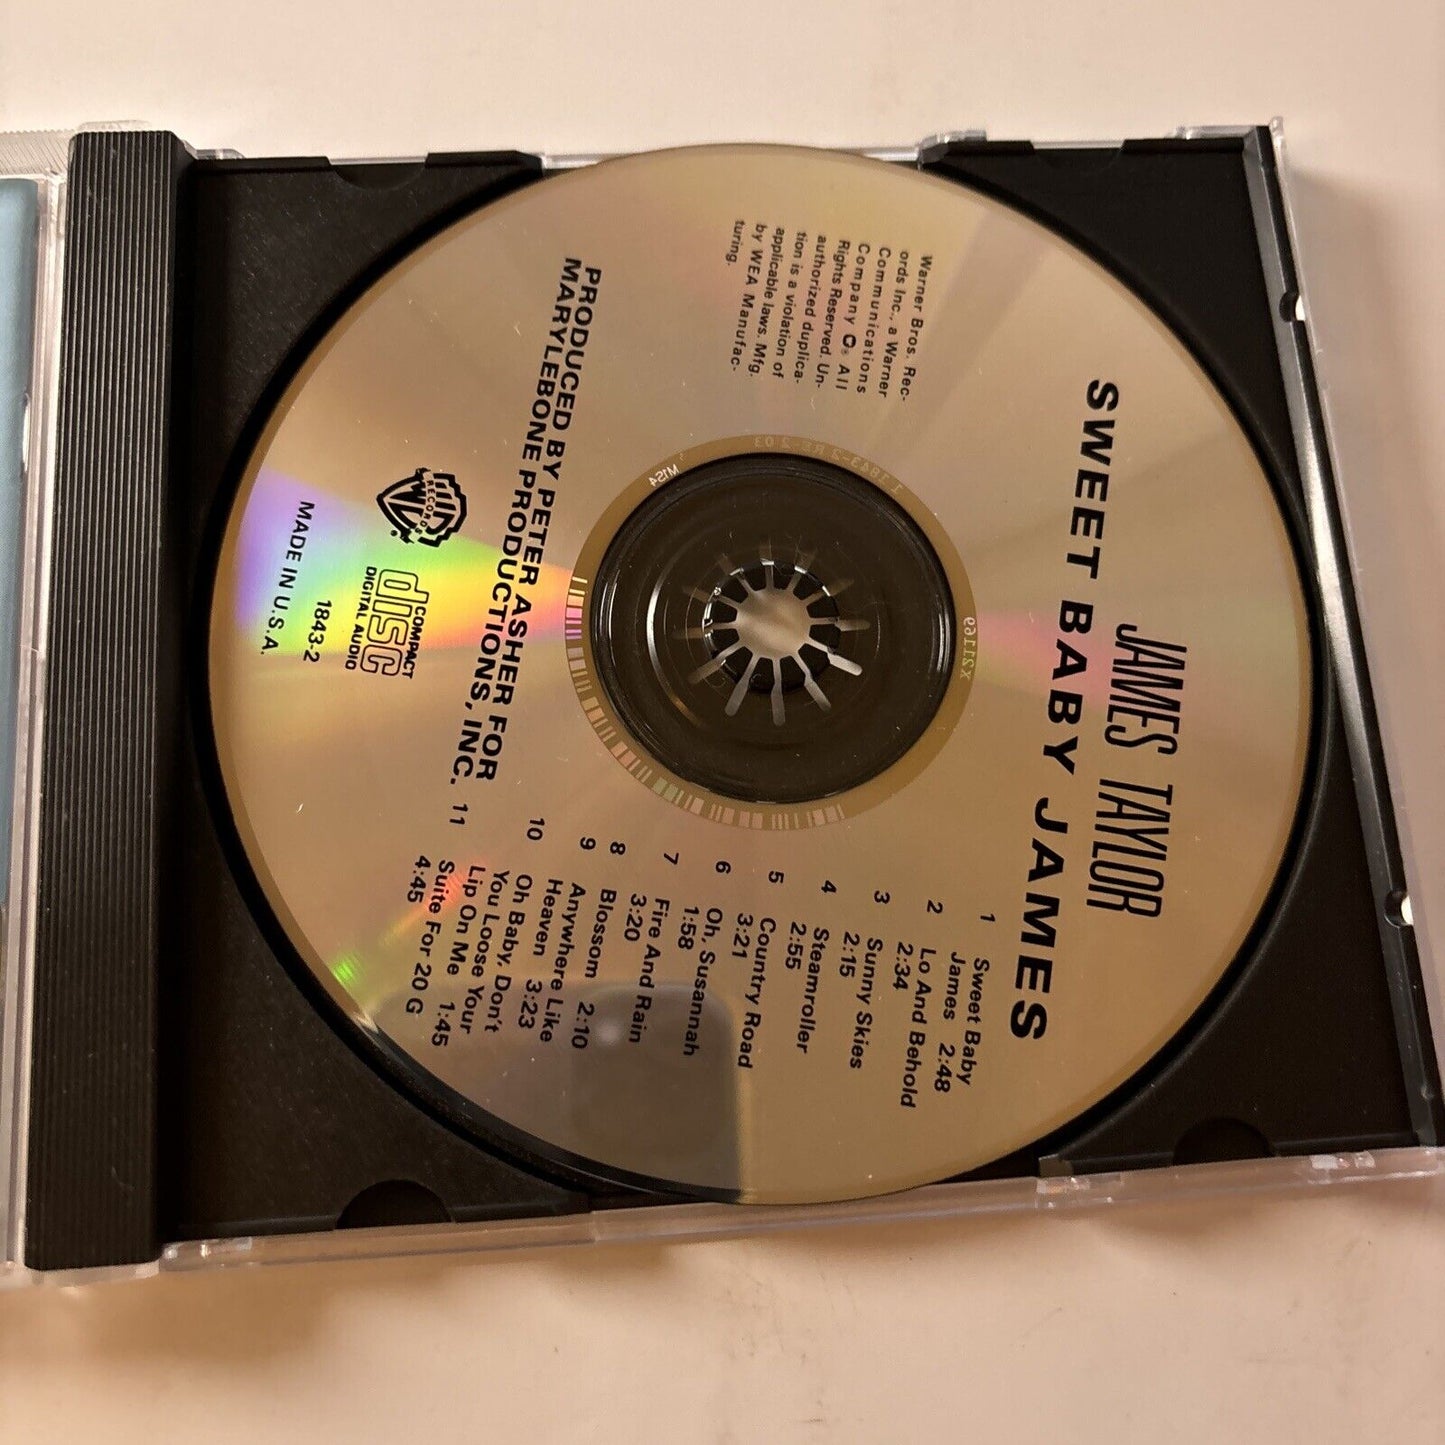 JAMES TAYLOR
SWEET BABY JAMES
Warner Bros. Rec-
ords Inc., a Warner
Communications
Company All
Rights Reserved. Un-
authorized duplica-
tion is a violation of
applicable laws. Mfg.
by WEA Manufac-
turing.
1 Sweet Baby
James 2:48
2 Lo And Behold
2:34
3 Sunny Skies
2:15
4 Steamroller
2:55
5 Country Road
3:21
6 Oh, Susannah
1:58
7 Fire And Rain
3:20
8 Blossom 2:10
9 Anywhere Like
Heaven 3:23
10 Oh Baby, Don't
You Loose Your
Lip On Me 1:45
11 Suite For 20 G
4:45
PRODUCED BY PETER ASHER FOR
MARYLEBONE PRODUCTIONS, INC.
RECORDS
COMPACT
disc
DIGITAL AUDIO
1843-2
MADE IN U.S.A.
M1S4
X21169